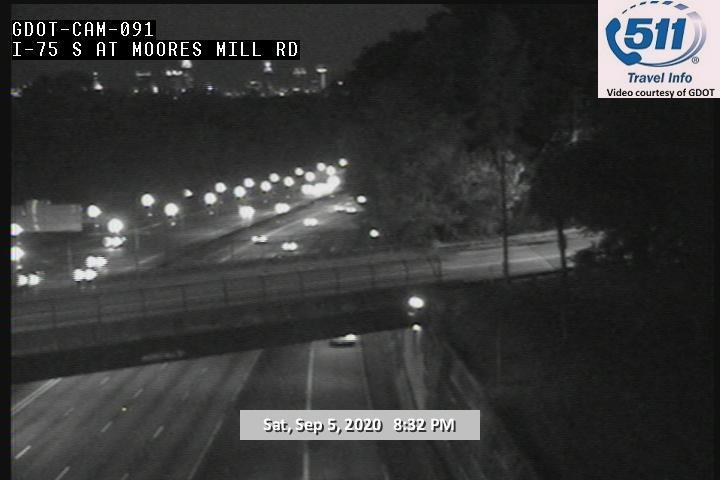 GDOT-CAM-091
I-75 S AT MOORES MILL RD
511
®
Travel Info
Video courtesy of GDOT
Sat, Sep 5, 2020 8:32 PM